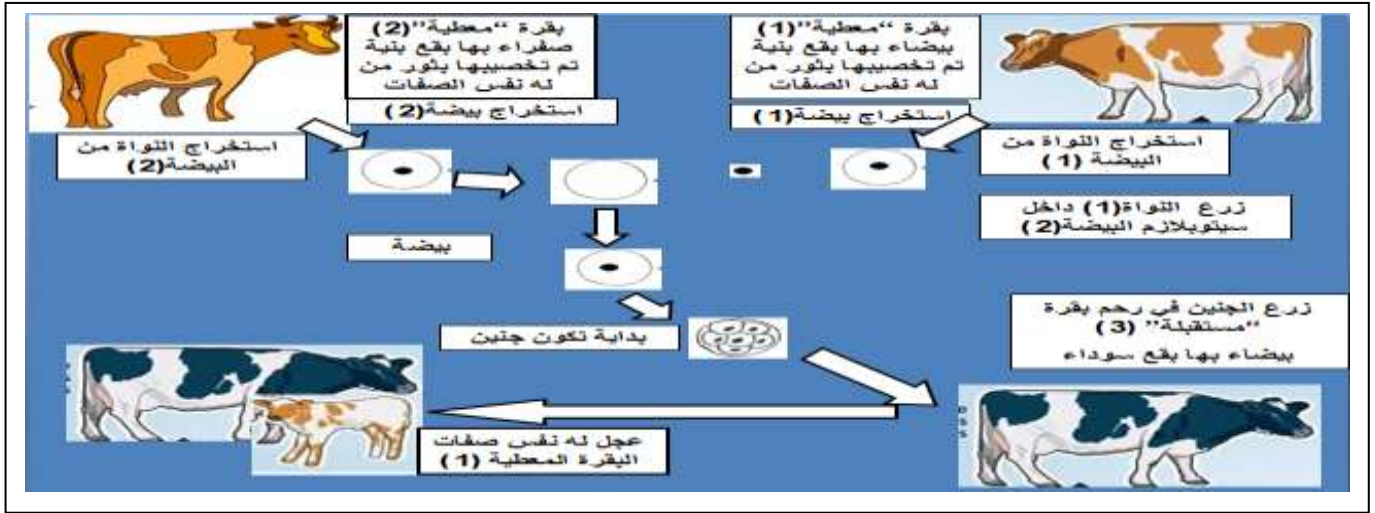 بقرة "معطية"(1)
بيضاء بها بقع بنية
تم تخصيبها بثور من
له نفس الصفات
استخراج بيضة(1)
بقرة "معطية"(2)
صفراء بها بقع بنية
تم تخصيبها بثور من
له نفس الصفات
استخراج بيضة(2)
استخراج النواة من
البيضة (1)
استخراج النواة من
البيضة(2)
زرع النواة(1) داخل
سيتوبلازم البيضة(2)
بيضة
زرع الجنين في رحم بقرة
"مستقبلة" (3)
بيضاء بها بقع سوداء
بداية تكون جنين
عجل له نفس صفات
البقرة المعطية (1)